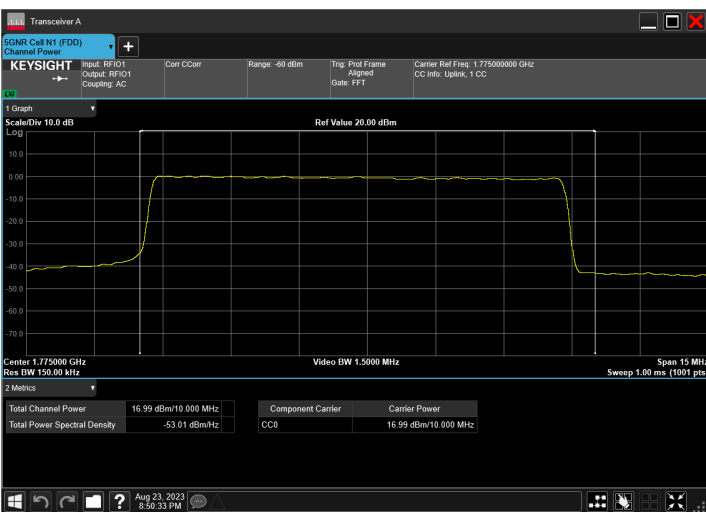 Transceiver A
5GNR Cell N1 (FDD)
Channel Power
KEYSIGHT
Input: RFIO1
Output: RFIO1
Coupling: AC
Corr CCorr
Range: -60 dBm
Trig: Prot Frame
Aligned
Gate: FFT
Carrier Ref Freq: 1.775000000 GHz
CC Info: Uplink, 1 CC
LXI
1 Graph
Scale/Div 10.0 dB
Ref Value 20.00 dBm
Log
10.0
0.00
-10.0
-20.0
-30.0
-40.0
-50.0
-60.0
-70.0
Center 1.775000 GHz
Video BW 1.5000 MHz
Span 15 MHz
Res BW 150.00 kHz
Sweep 1.00 ms (1001 pts
2 Metrics
Total Channel Power 16.99 dBm/10.000 MHz
Total Power Spectral Density -53.01 dBm/Hz
Component Carrier Carrier Power
CC0 16.99 dBm/10.000 MHz
Aug 23, 2023
8:50:33 PM